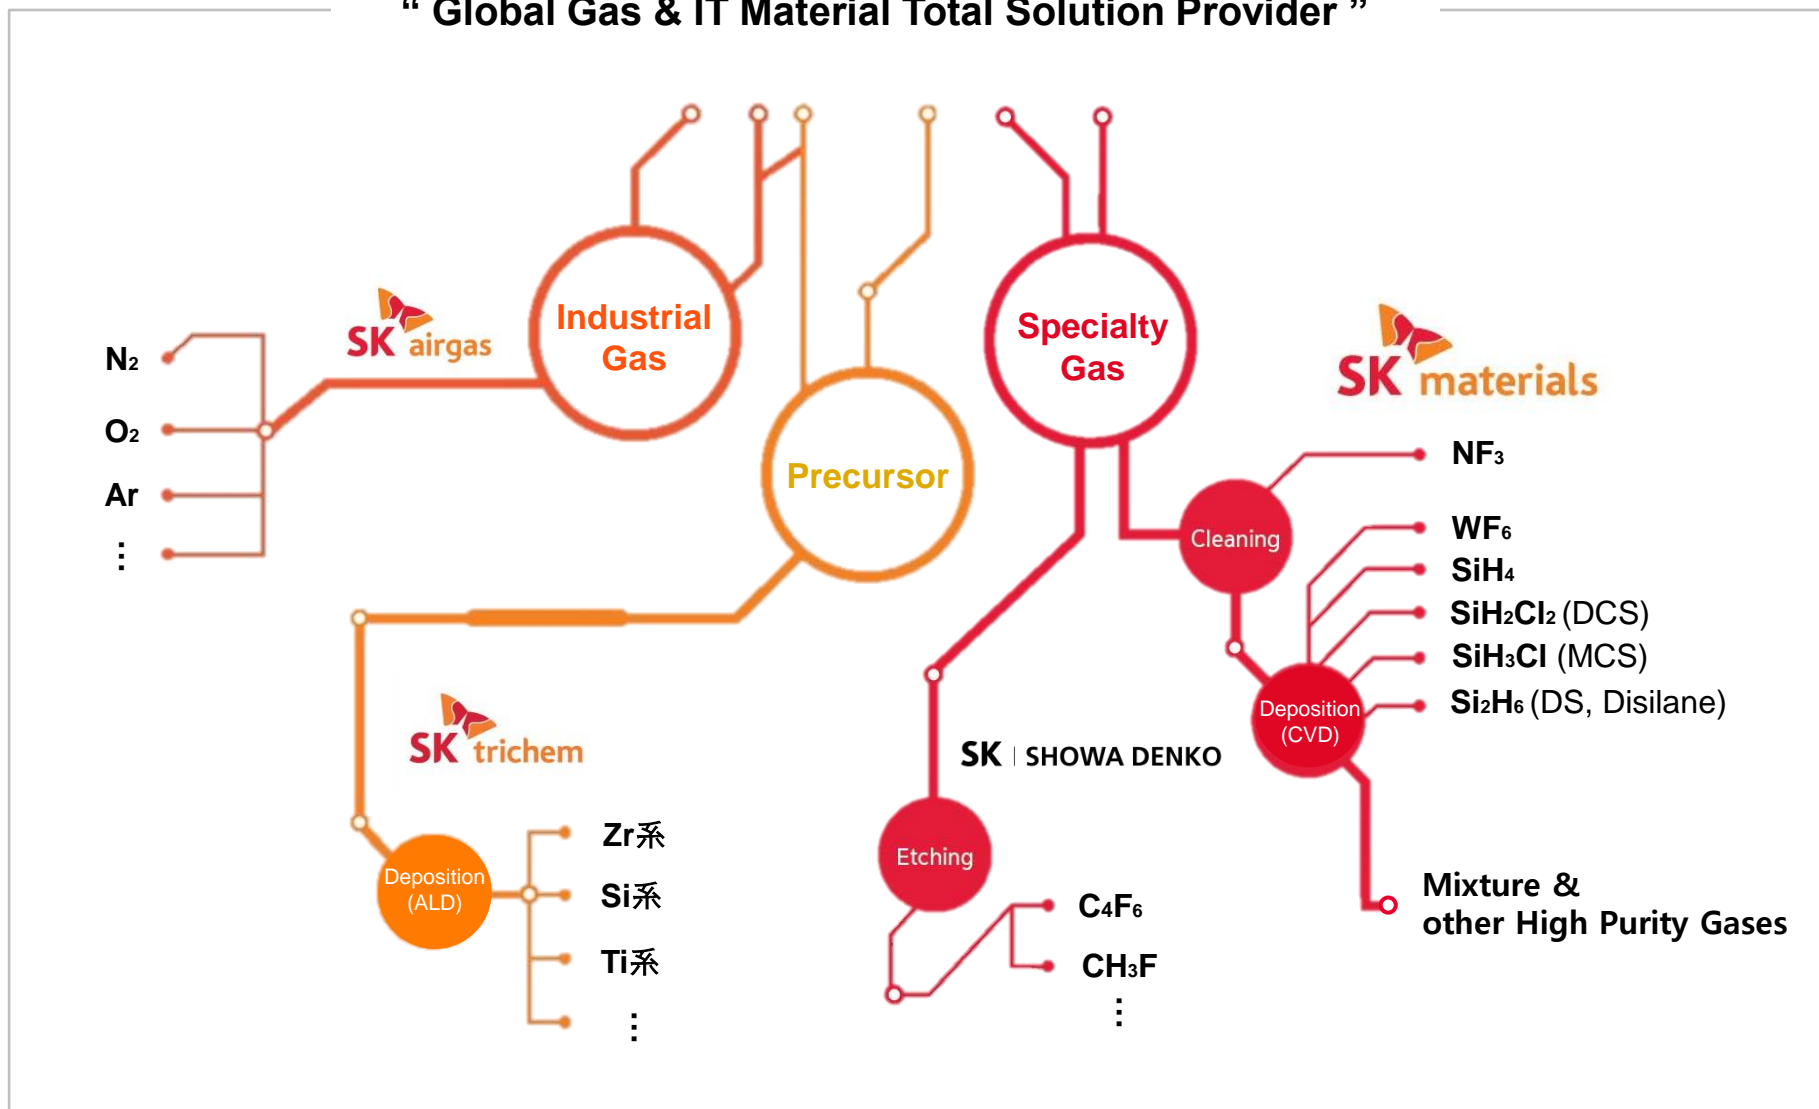 “ Global Gas & IT Material Total Solution Provider ”
Industrial
Gas
SK airgas
N2
O2
Ar
⋮
Precursor
SK trichem
Deposition
(ALD)
Zr系
Si系
Ti系
⋮
Specialty
Gas
SK materials
Cleaning
NF3
WF6
SiH4
SiH2Cl2 (DCS)
SiH3Cl (MCS)
Si2H6 (DS, Disilane)
Deposition
(CVD)
Mixture &
other High Purity Gases
SK | SHOWA DENKO
Etching
C4F6
CH3F
⋮